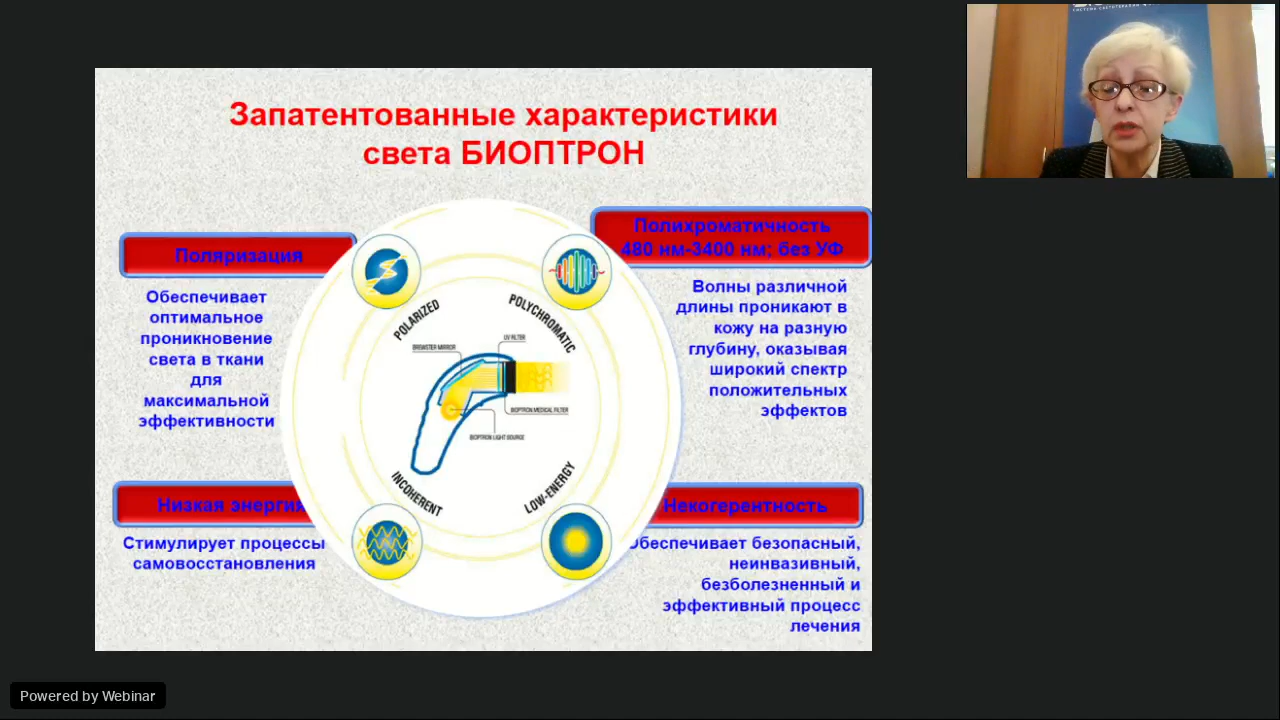 Запатентованные характеристики
света БИОПТРОН
Поляризация
Обеспечивает
оптимальное
проникновение
света в ткани
для
максимальной
эффективности
Полихроматичность
480 нм-3400 нм; без УФ
Волны различной
длины проникают в
кожу на разную
глубину, оказывая
широкий спектр
положительных
эффектов
POLARIZED
POLYCHROMATIC
BREWSTER MIRROR
UV FILTER
BIOPTRON MEDICAL FILTER
BIOPTRON LIGHT SOURCE
INCOHERENT
LOW-ENERGY
Низкая энергия
Стимулирует процессы
самовосстановления
Некогерентность
Обеспечивает безопасный,
неинвазивный,
безболезненный и
эффективный процесс
лечения
Powered by Webinar